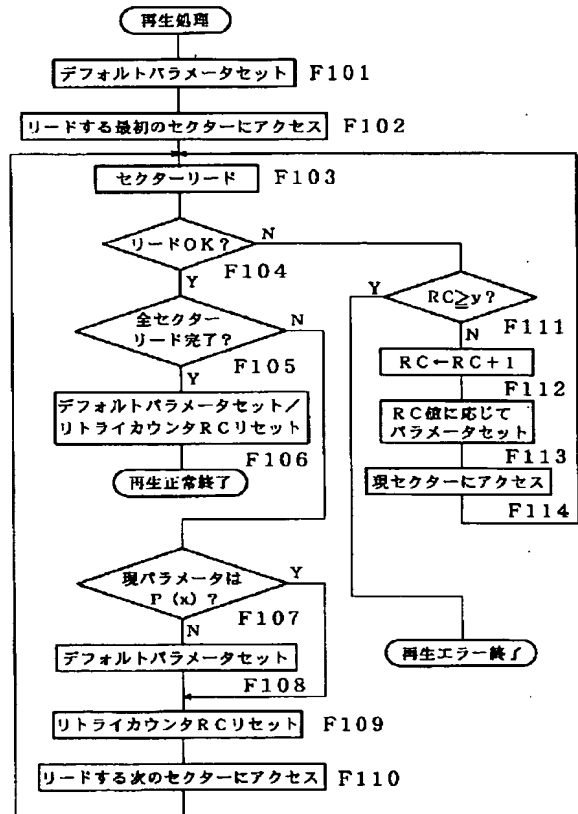 再生処理
デフォルトパラメータセット F101
リードする最初のセクターにアクセス F102
セクターリード F103
リードOK? N
Y F104
全セクター
リード完了? N
Y F105
デフォルトパラメータセット/
リトライカウンタRCリセット
F106
再生正常終了
Y RC≧y?
N F111
RC←RC+1
F112
RC値に応じて
パラメータセット
F113
現セクターにアクセス
F114
再生エラー終了
現パラメータは
P (x) ? Y
N F107
デフォルトパラメータセット
F108
リトライカウンタRCリセット F109
リードする次のセクターにアクセス F110